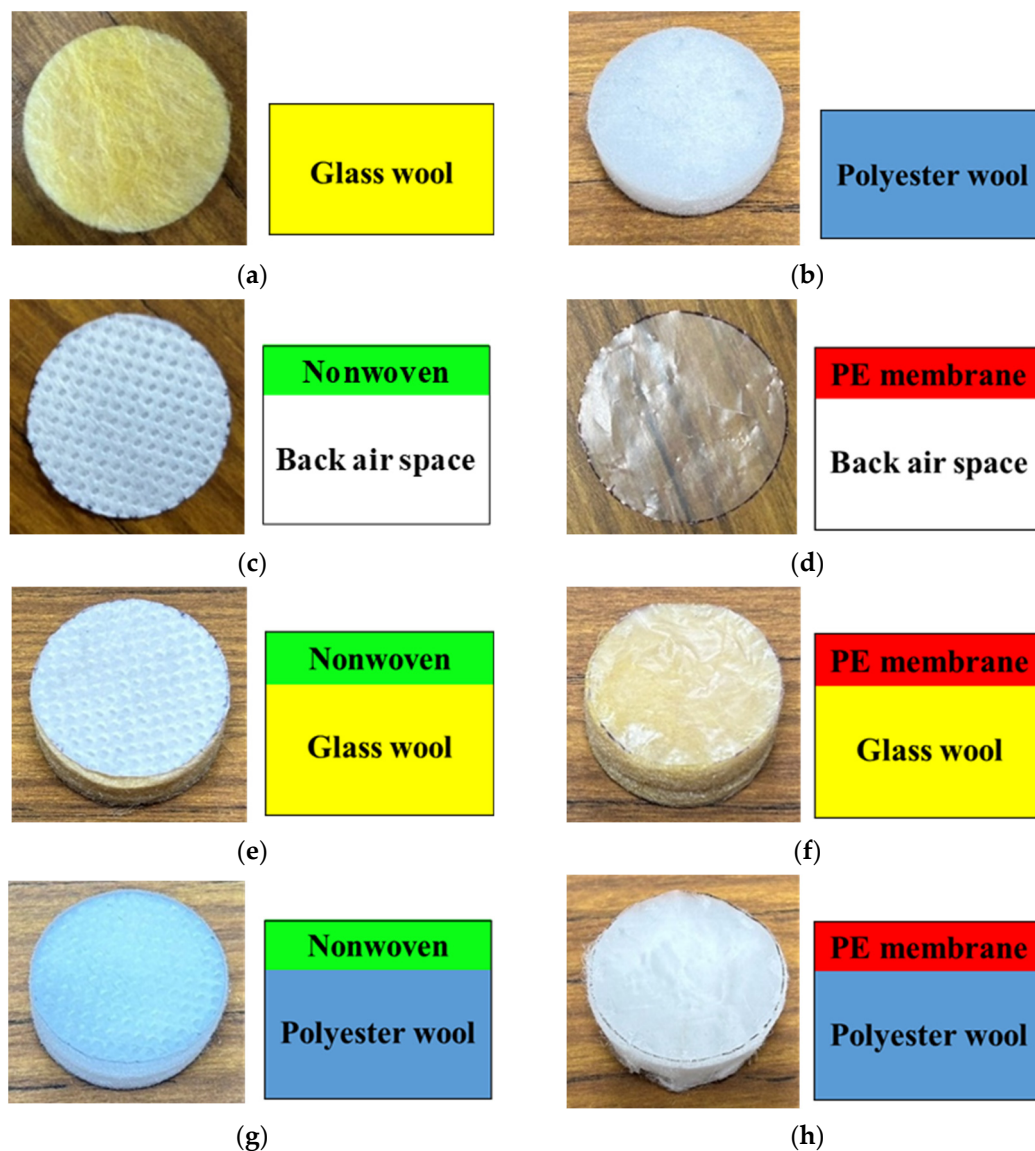 Glass wool
Polyester wool
(a)
(b)
Nonwoven
Back air space
PE membrane
Back air space
(c)
(d)
Nonwoven
Glass wool
PE membrane
Glass wool
(e)
(f)
Nonwoven
Polyester wool
PE membrane
Polyester wool
(g)
(h)